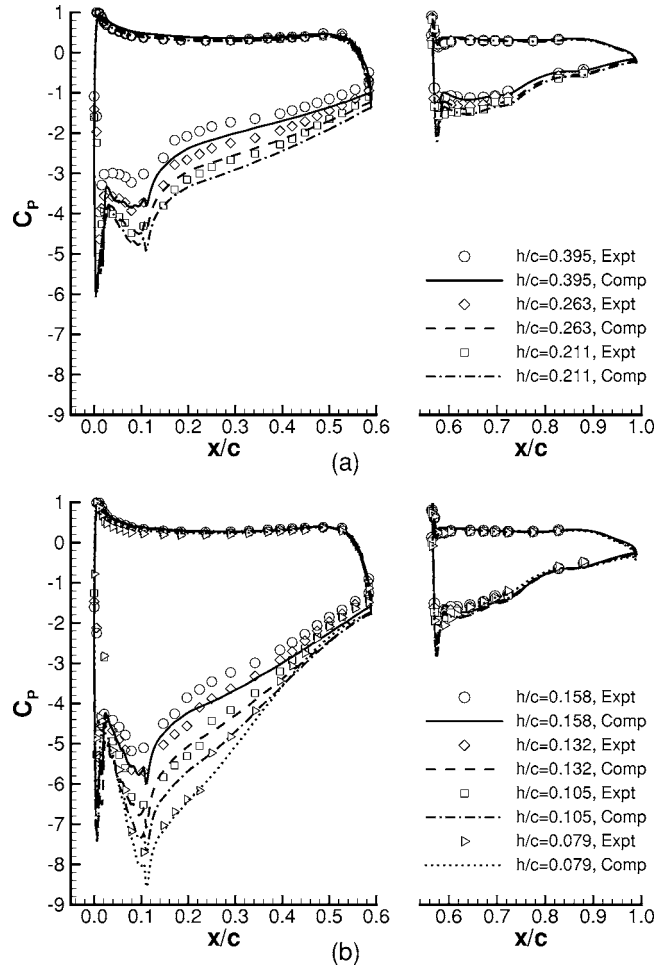 1
0
-1
-2
-3
-4
-5
-6
-7
-8
-9
C_P
0.0 0.1 0.2 0.3 0.4 0.5 0.6
x/c
0.6 0.7 0.8 0.9 1.0
x/c
h/c=0.395, Expt
h/c=0.395, Comp
h/c=0.263, Expt
h/c=0.263, Comp
h/c=0.211, Expt
h/c=0.211, Comp
(a)
1
0
-1
-2
-3
-4
-5
-6
-7
-8
-9
C_P
0.0 0.1 0.2 0.3 0.4 0.5 0.6
x/c
0.6 0.7 0.8 0.9 1.0
x/c
h/c=0.158, Expt
h/c=0.158, Comp
h/c=0.132, Expt
h/c=0.132, Comp
h/c=0.105, Expt
h/c=0.105, Comp
h/c=0.079, Expt
h/c=0.079, Comp
(b)